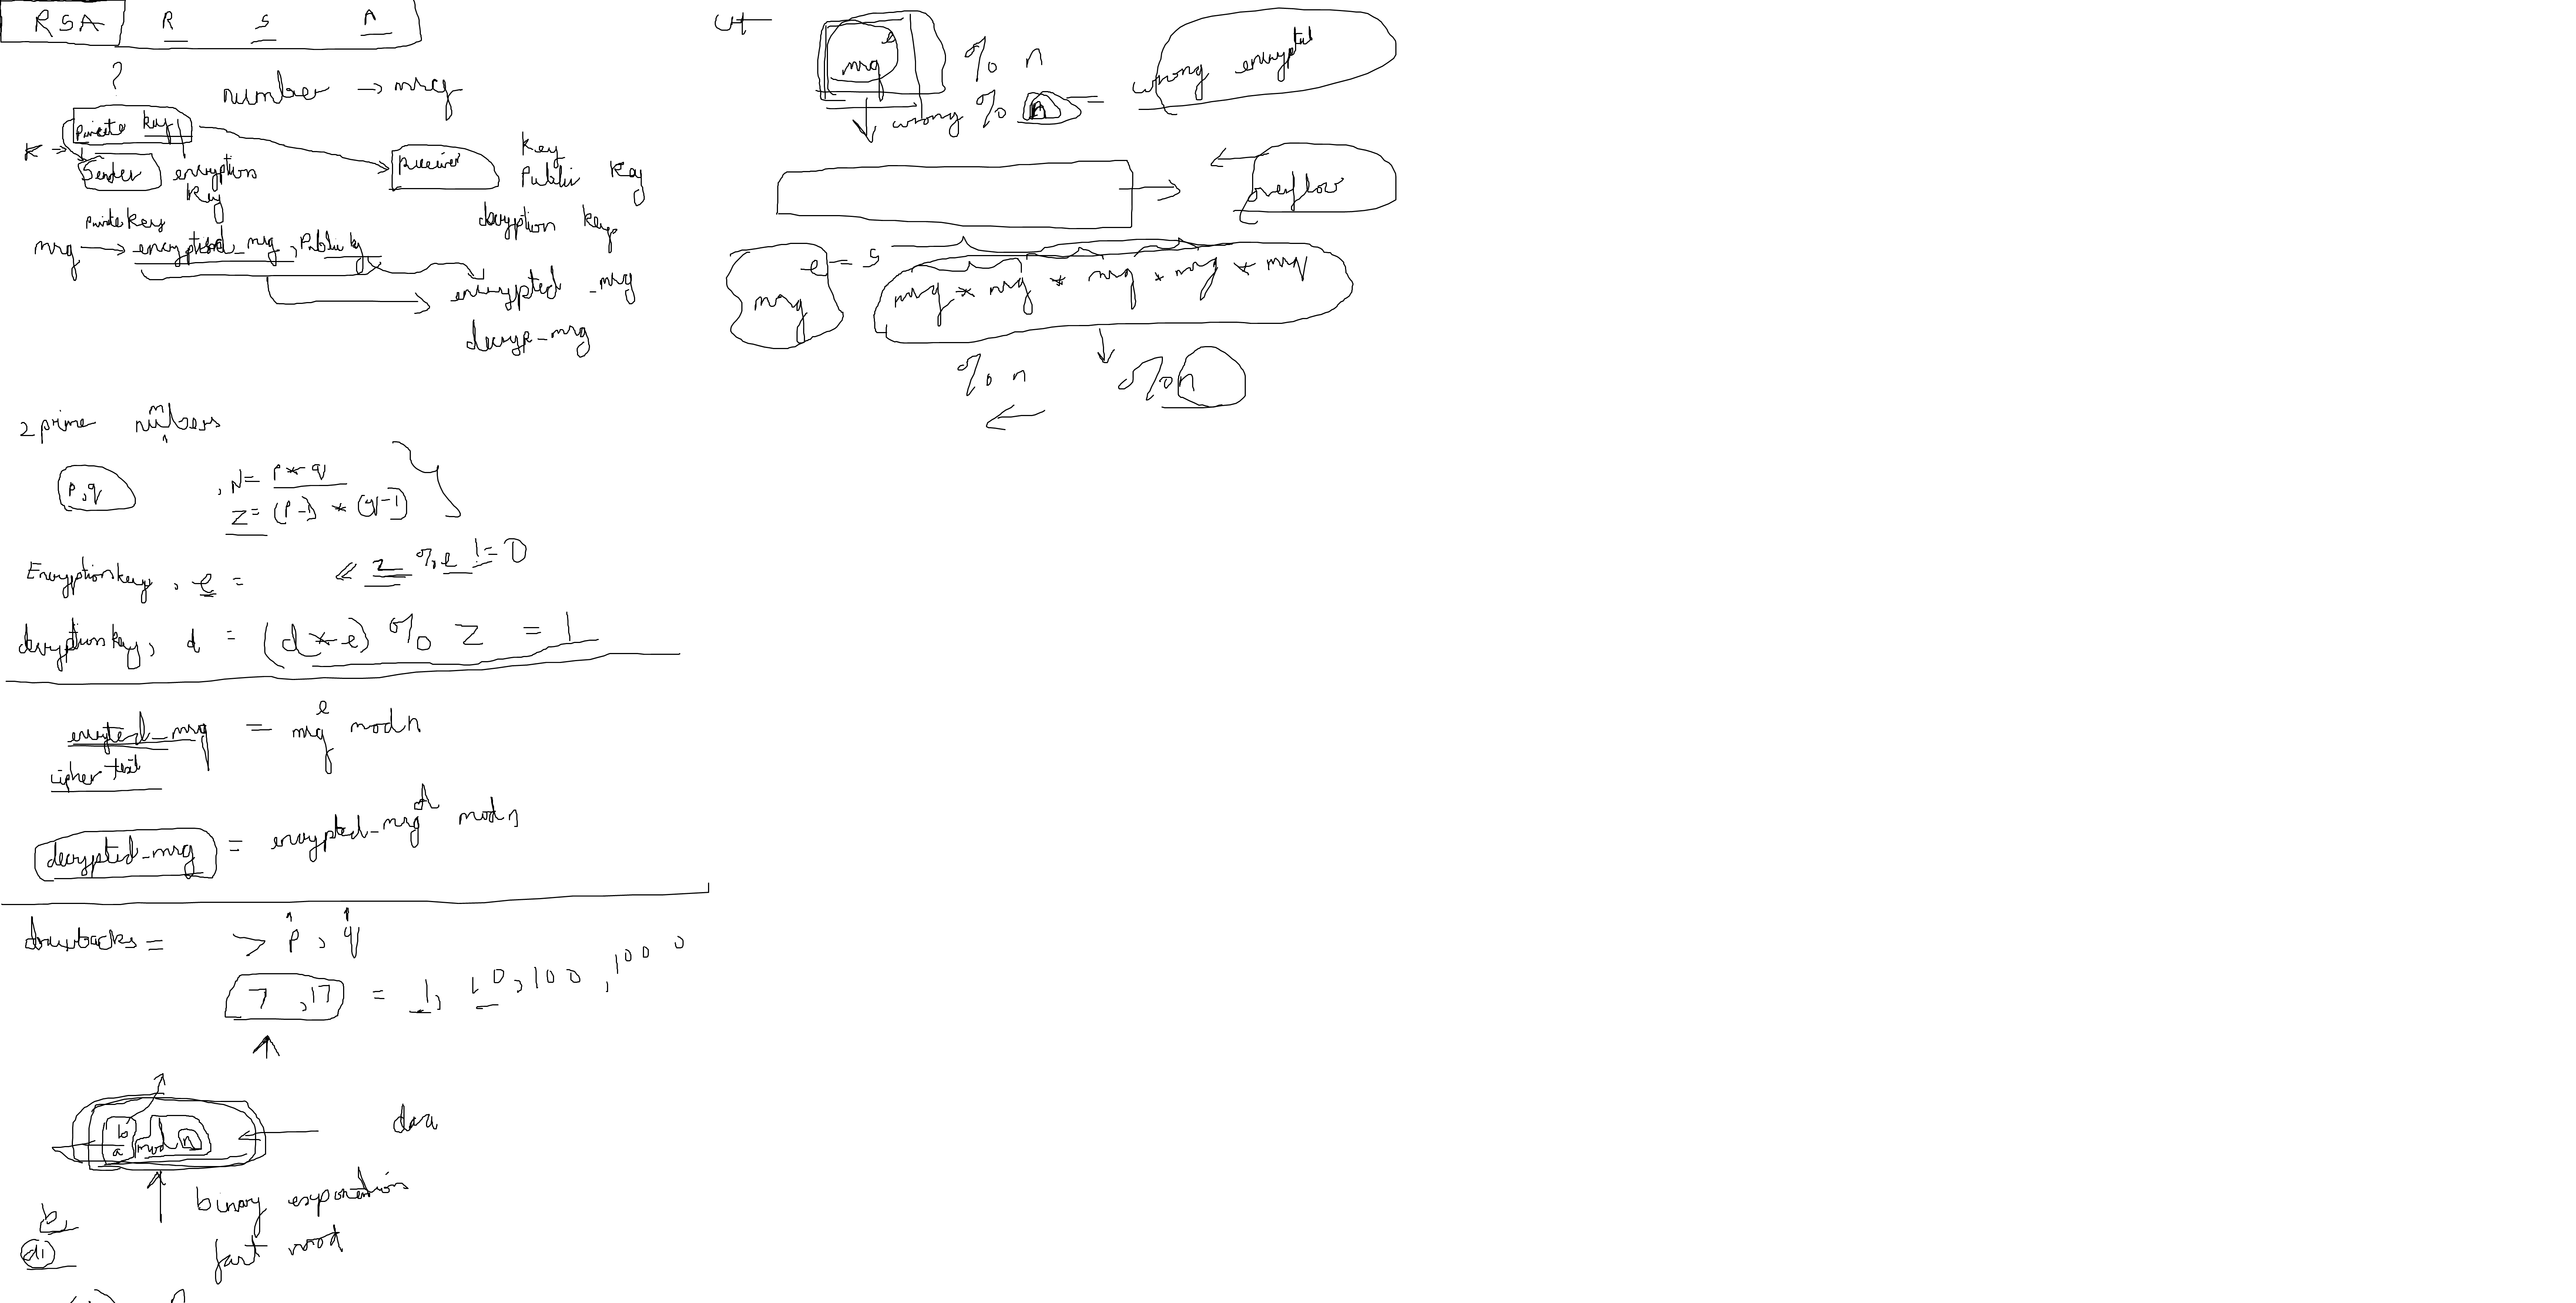 RSA R S A
?
number → msg
private key
K →
Sender encryption
key
Receiver
key
Public key
decryption key
private key
msg → encrypted_msg, Public key
encrypted_msg
decryp_msg
2 prime numbers
p,q , N = p*q
Z = (p-1) * (q-1)
Encryption key, e = z % e != 0
decryption key, d = (d*e) % Z = 1
encrypted_msg = msg^e mod n
cipher text
decrypted_msg = encrypted_msg^d mod n
drawbacks = > p, q
7, 17 = 1, 10, 100, 1000
a^b mod n
binary exponention
fast mod
b,
msg^e % n
wrong % n = wrong encrypted
overflow
msg^e = 5 msg * msg * msg * msg * msg
% n % n